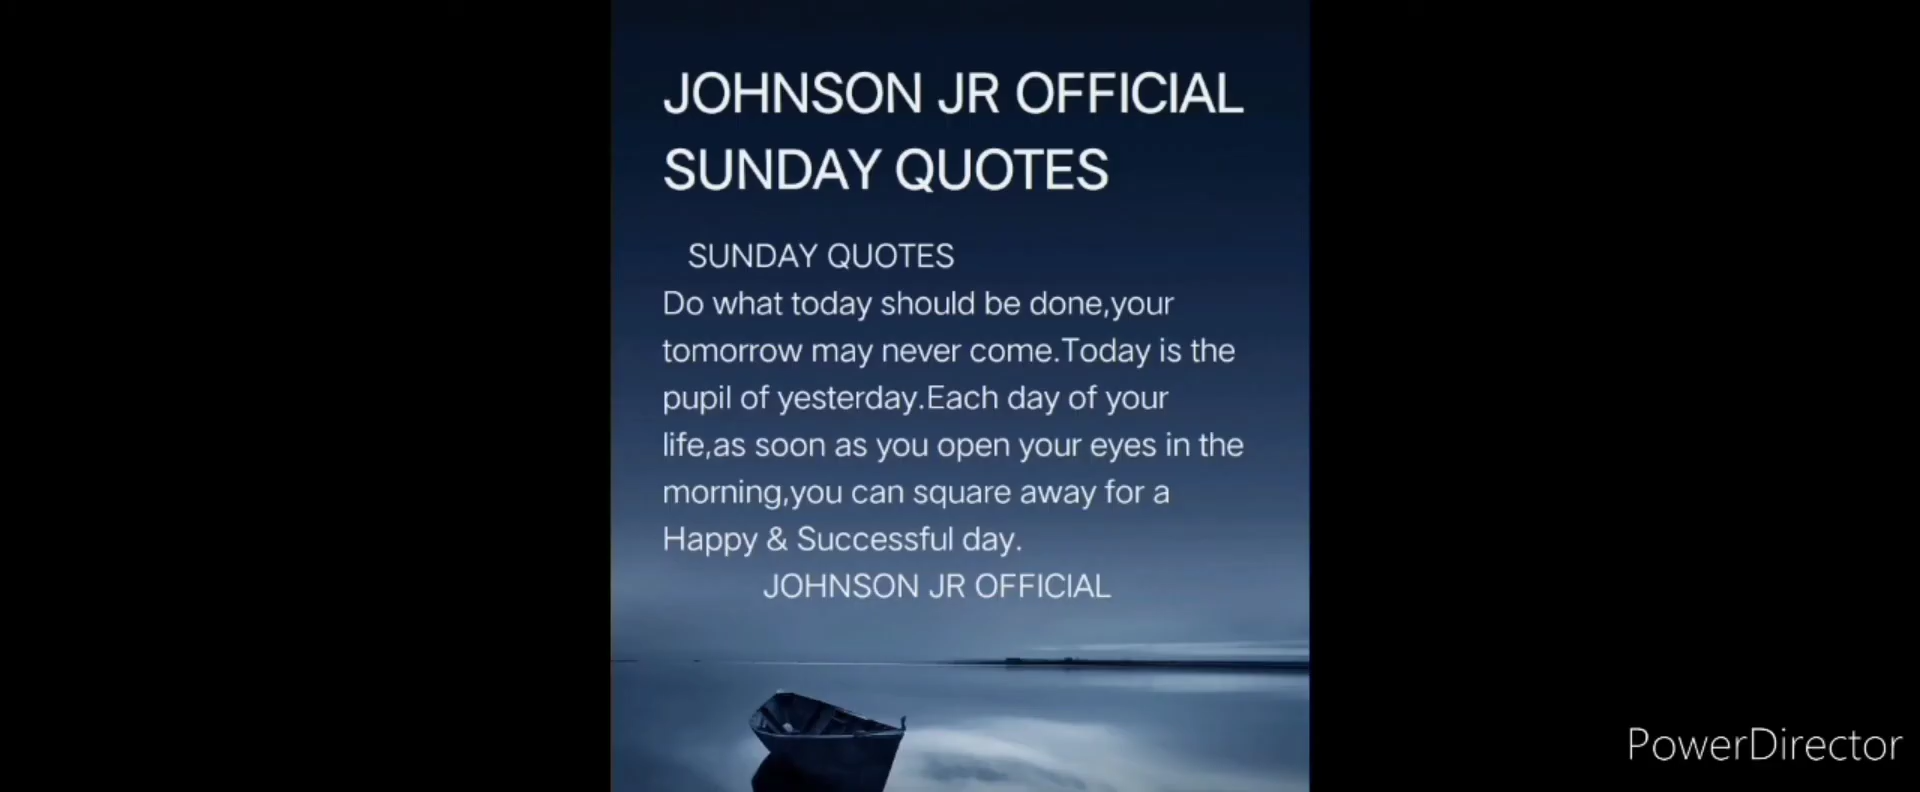 JOHNSON JR OFFICIAL
SUNDAY QUOTES
SUNDAY QUOTES
Do what today should be done,your
tomorrow may never come.Today is the
pupil of yesterday.Each day of your
life,as soon as you open your eyes in the
morning,you can square away for a
Happy & Successful day.
JOHNSON JR OFFICIAL
PowerDirector